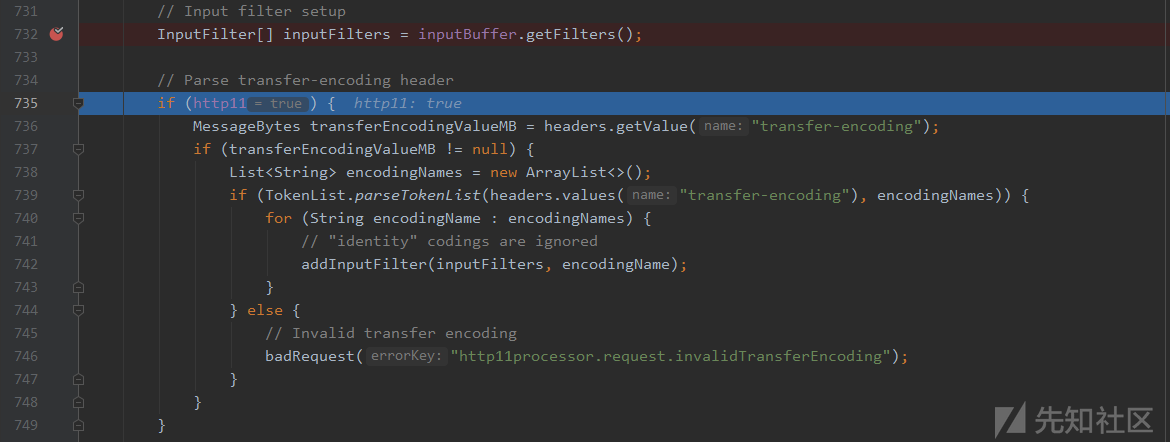 731 // Input filter setup
732 InputFilter[] inputFilters = inputBuffer.getFilters();
733
734 // Parse transfer-encoding header
735 if (http11 = true ) { http11: true
736 MessageBytes transferEncodingValueMB = headers.getValue( name: "transfer-encoding");
737 if (transferEncodingValueMB != null) {
738 List<String> encodingNames = new ArrayList<>();
739 if (TokenList.parseTokenList(headers.values( name: "transfer-encoding"), encodingNames)) {
740 for (String encodingName : encodingNames) {
741 // "identity" codings are ignored
742 addInputFilter(inputFilters, encodingName);
743 }
744 } else {
745 // Invalid transfer encoding
746 badRequest( errorKey: "http11processor.request.invalidTransferEncoding");
747 }
748 }
749 }
先知社区